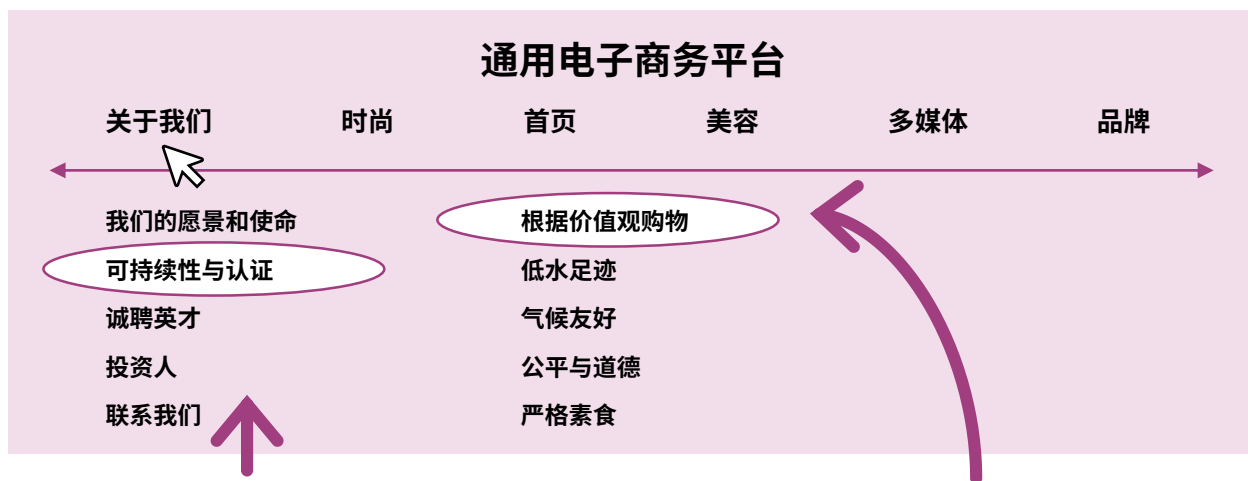 通用电子商务平台
关于我们 时尚 首页 美容 多媒体 品牌
我们的愿景和使命
可持续性与认证
诚聘英才
投资人
联系我们
根据价值观购物
低水足迹
气候友好
公平与道德
严格素食